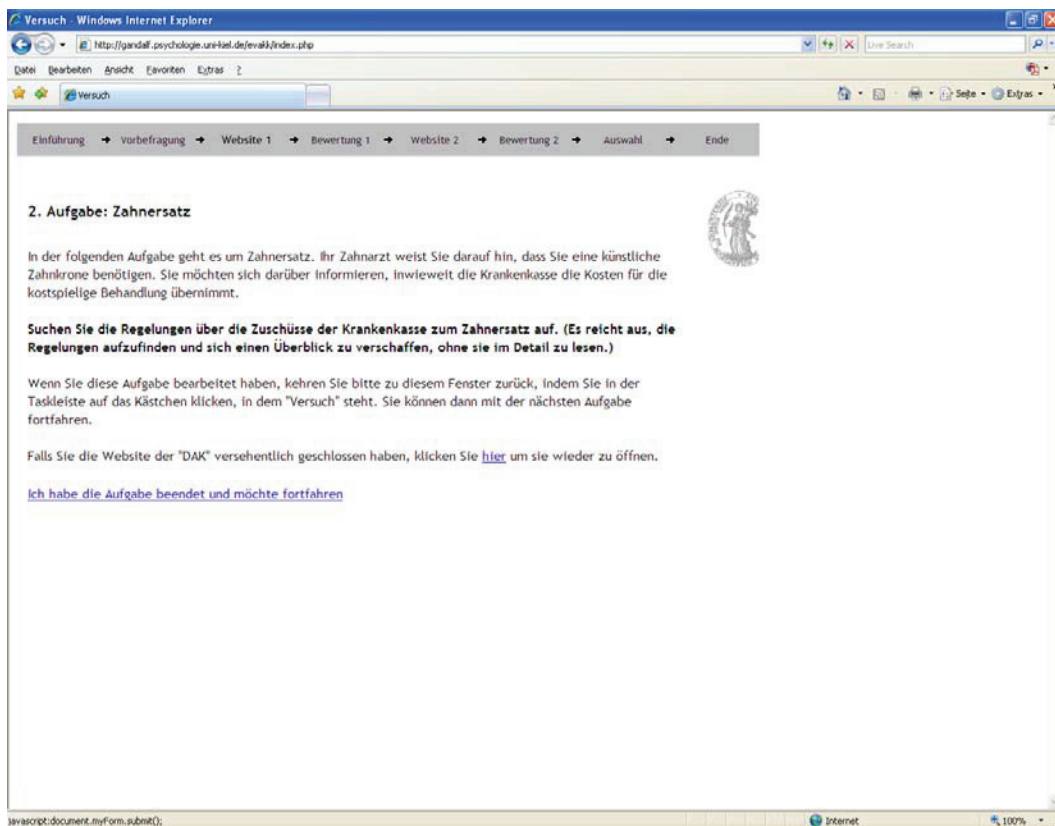 Versuch - Windows Internet Explorer
http://gandalf.psychologie.uni-kiel.de/evakk/index.php
Live Search
Datei Bearbeiten Ansicht Favoriten Extras ?
Versuch
Seite Extras
Einführung → Vorbefragung → Website 1 → Bewertung 1 → Website 2 → Bewertung 2 → Auswahl → Ende
2. Aufgabe: Zahnersatz
In der folgenden Aufgabe geht es um Zahnersatz. Ihr Zahnarzt weist Sie darauf hin, dass Sie eine künstliche
Zahnkrone benötigen. Sie möchten sich darüber informieren, inwieweit die Krankenkasse die Kosten für die
kostspielige Behandlung übernimmt.
Suchen Sie die Regelungen über die Zuschüsse der Krankenkasse zum Zahnersatz auf. (Es reicht aus, die
Regelungen aufzufinden und sich einen Überblick zu verschaffen, ohne sie im Detail zu lesen.)
Wenn Sie diese Aufgabe bearbeitet haben, kehren Sie bitte zu diesem Fenster zurück, indem Sie in der
Taskleiste auf das Kästchen klicken, in dem "Versuch" steht. Sie können dann mit der nächsten Aufgabe
fortfahren.
Falls Sie die Website der "DAK" versehentlich geschlossen haben, klicken Sie hier um sie wieder zu öffnen.
Ich habe die Aufgabe beendet und möchte fortfahren
javascript:document.myForm.submit();
Internet
100%